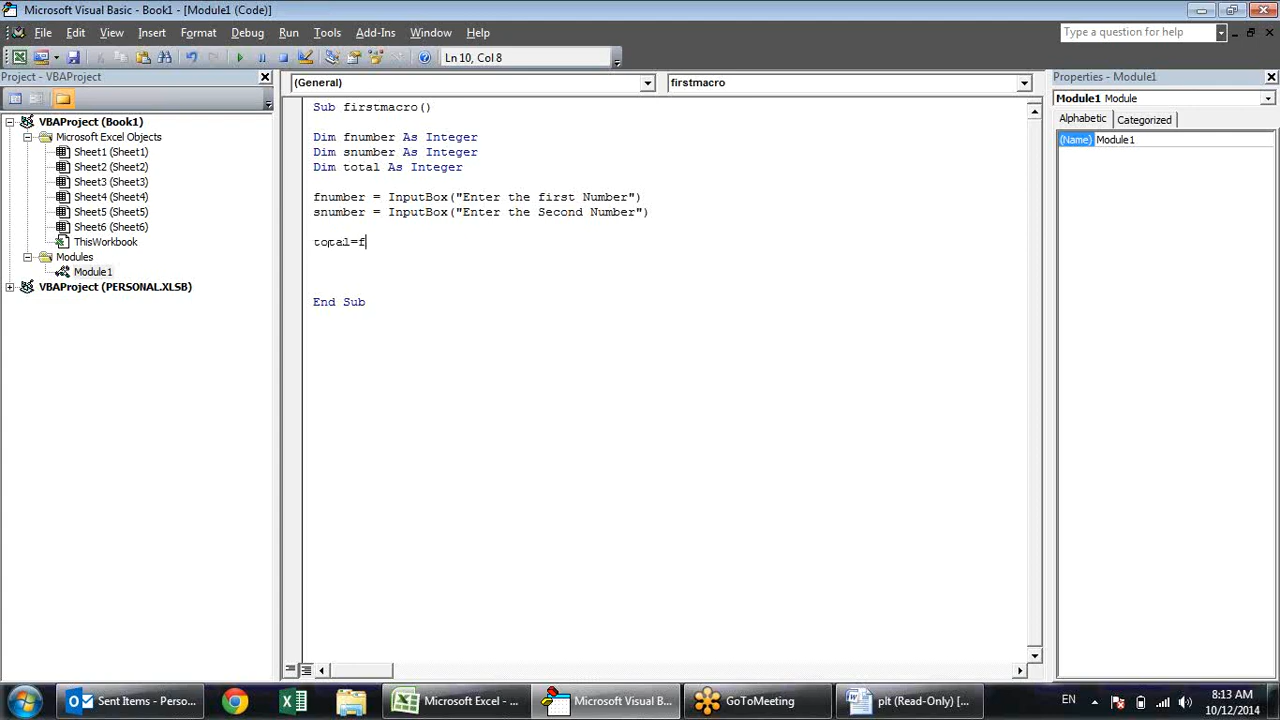 Microsoft Visual Basic - Book1 - [Module1 (Code)]
File Edit View Insert Format Debug Run Tools Add-Ins Window Help
Type a question for help
Ln 10, Col 8
Project - VBAProject
VBAProject (Book1)
Microsoft Excel Objects
Sheet1 (Sheet1)
Sheet2 (Sheet2)
Sheet3 (Sheet3)
Sheet4 (Sheet4)
Sheet5 (Sheet5)
Sheet6 (Sheet6)
ThisWorkbook
Modules
Module1
VBAProject (PERSONAL.XLSB)
(General)
firstmacro
Sub firstmacro()
Dim fnumber As Integer
Dim snumber As Integer
Dim total As Integer
fnumber = InputBox("Enter the first Number")
snumber = InputBox("Enter the Second Number")
total=f
End Sub
Properties - Module1
Module1 Module
Alphabetic Categorized
(Name) Module1
Sent Items - Perso...
Microsoft Excel - ...
Microsoft Visual B...
GoToMeeting
plt (Read-Only) [...
EN
8:13 AM
10/12/2014